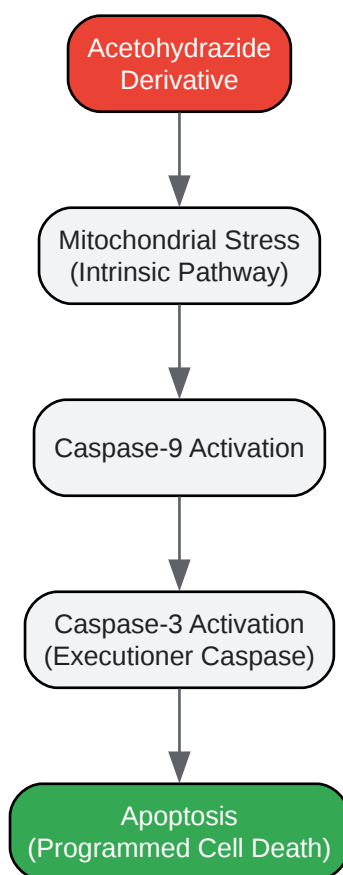 Acetohydrazide
Derivative
Mitochondrial Stress
(Intrinsic Pathway)
Caspase-9 Activation
Caspase-3 Activation
(Executioner Caspase)
Apoptosis
(Programmed Cell Death)